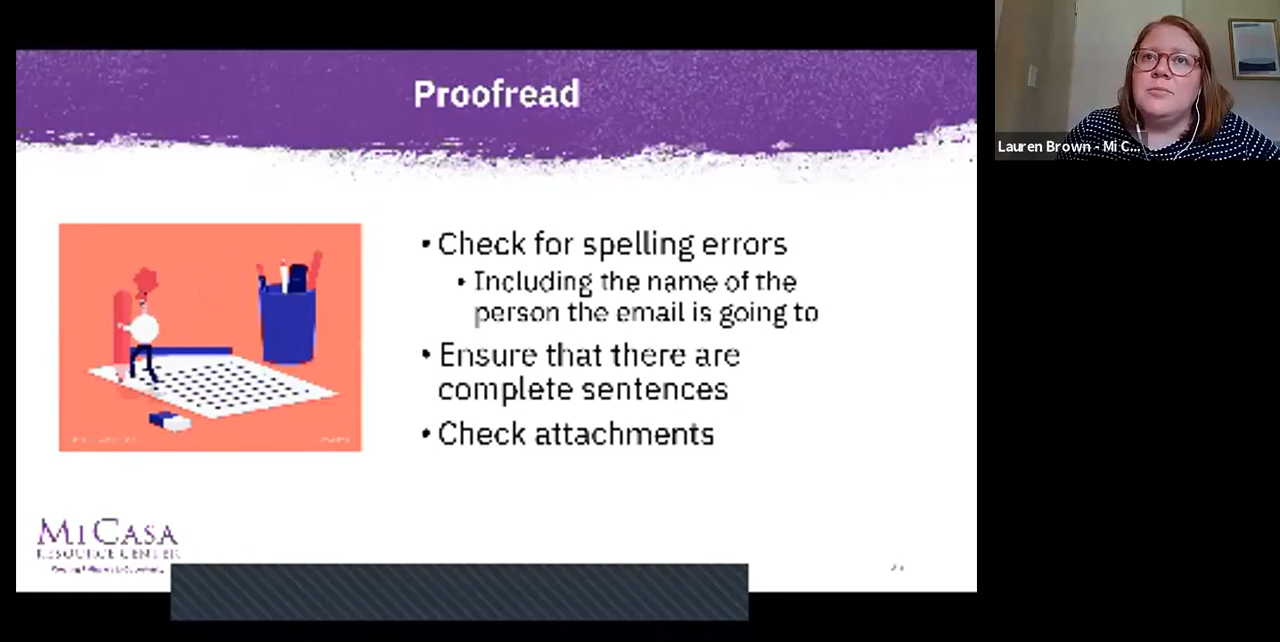 Proofread
• Check for spelling errors
• Including the name of the
person the email is going to
• Ensure that there are
complete sentences
• Check attachments
MI CASA
RESOURCE CENTER
Lauren Brown - Mi C...